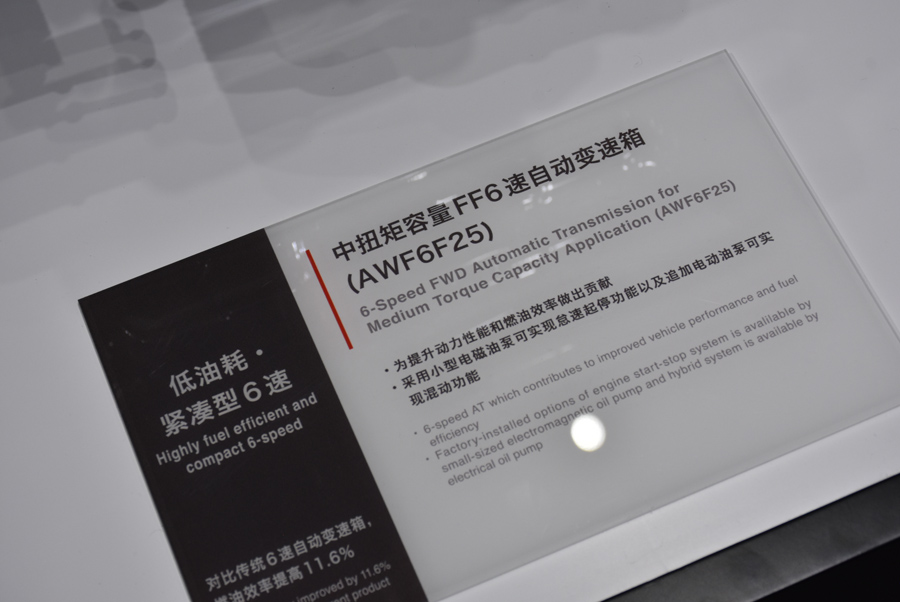 低油耗・
紧凑型6速
Highly fuel efficient and
compact 6-speed
对比传统6速自动变速箱,
燃油效率提高11.6%
improved by 11.6%
product
中扭矩容量FF6速自动变速箱
(AWF6F25)
6-Speed FWD Automatic Transmission for
Medium Torque Capacity Application (AWF6F25)
・为提升动力性能和燃油效率做出贡献
・采用小型电磁油泵可实现怠速起停功能以及追加电动油泵可实
现混动功能
・6-speed AT which contributes to improved vehicle performance and fuel
efficiency
・Factory-installed options of engine start-stop system is avalilable by
small-sized electromagnetic oil pump and hybrid system is available by
electrical oil pump